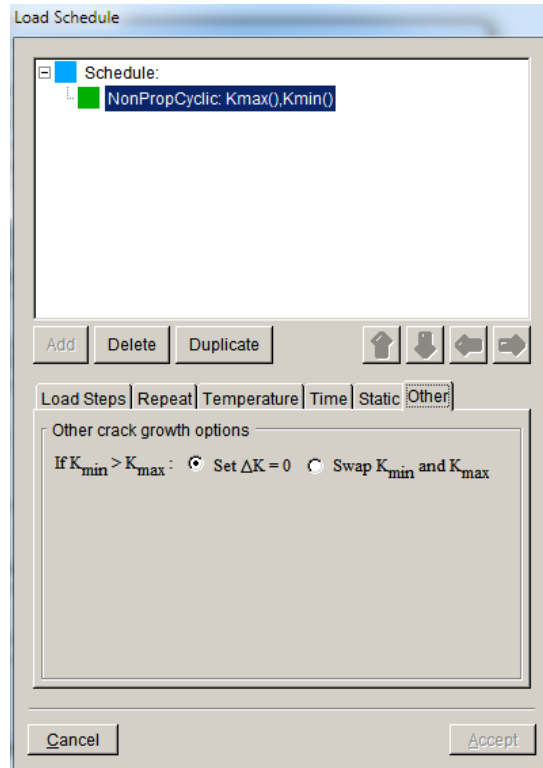 Load Schedule
Schedule:
NonPropCyclic: Kmax(),Kmin()
Add Delete Duplicate
Load Steps Repeat Temperature Time Static Other
Other crack growth options
If Kmin > Kmax : Set ΔK = 0 Swap Kmin and Kmax
Cancel Accept